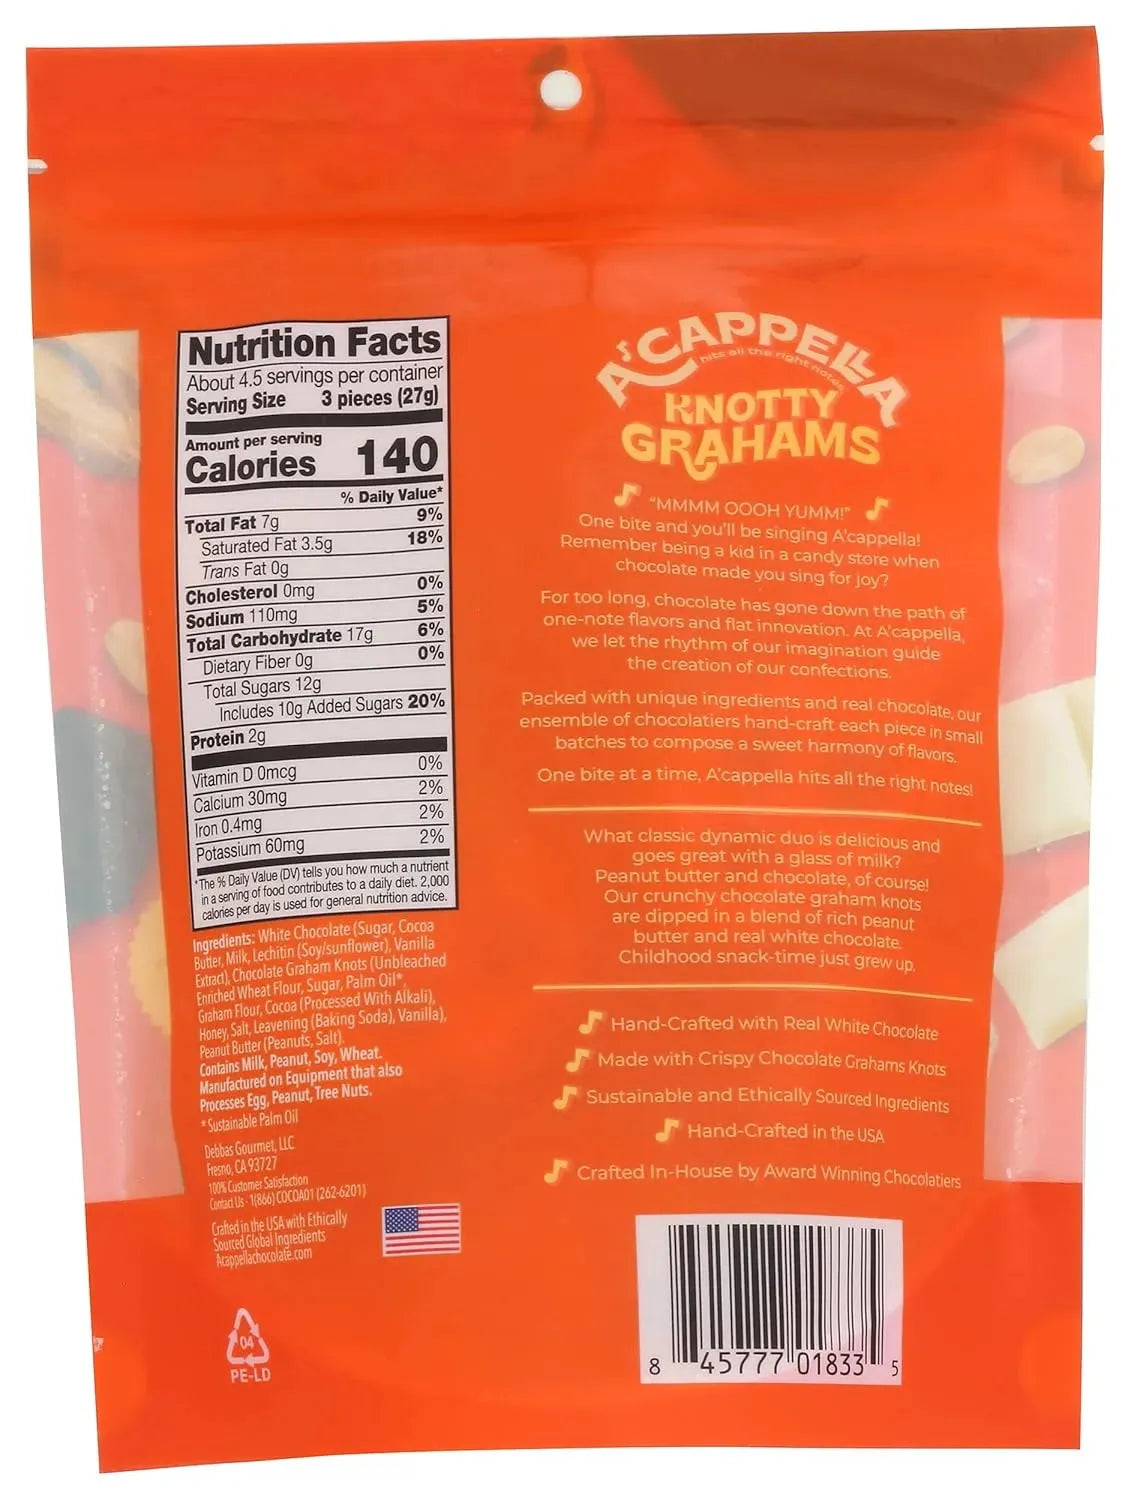 Nutrition Facts
About 4.5 servings per container
Serving Size 3 pieces (27g)
Amount per serving
Calories 140
% Daily Value*
Total Fat 7g 9%
Saturated Fat 3.5g 18%
Trans Fat 0g
Cholesterol 0mg 0%
Sodium 110mg 5%
Total Carbohydrate 17g 6%
Dietary Fiber 0g 0%
Total Sugars 12g
Includes 10g Added Sugars 20%
Protein 2g
Vitamin D 0mcg 0%
Calcium 30mg 2%
Iron 0.4mg 2%
Potassium 60mg 2%
*The % Daily Value (DV) tells you how much a nutrient
in a serving of food contributes to a daily diet. 2,000
calories per day is used for general nutrition advice.
Ingredients: White Chocolate (Sugar, Cocoa
Butter, Milk, Lechitin (Soy/sunflower), Vanilla
Extract), Chocolate Graham Knots (Unbleached
Enriched Wheat Flour, Sugar, Palm Oil*,
Graham Flour, Cocoa (Processed With Alkali),
Honey, Salt, Leavening (Baking Soda), Vanilla),
Peanut Butter (Peanuts, Salt).
Contains Milk, Peanut, Soy, Wheat.
Manufactured on Equipment that also
Processes Egg, Peanut, Tree Nuts.
*Sustainable Palm Oil
Debbas Gourmet, LLC
Fresno, CA 93727
100% Customer Satisfaction
Contact Us - 1(866) COCOA01 (262-6201)
Crafted in the USA with Ethically
Sourced Global Ingredients
Acappellachocolate.com
04
PE-LD
A'CAPPELLA
hits all the right notes
KNOTTY
GRAHAMS
"MMMM OOOH YUMM!"
One bite and you'll be singing A'cappella!
Remember being a kid in a candy store when
chocolate made you sing for joy?
For too long, chocolate has gone down the path of
one-note flavors and flat innovation. At A'cappella,
we let the rhythm of our imagination guide
the creation of our confections.
Packed with unique ingredients and real chocolate, our
ensemble of chocolatiers hand-craft each piece in small
batches to compose a sweet harmony of flavors.
One bite at a time, A'cappella hits all the right notes!
What classic dynamic duo is delicious and
goes great with a glass of milk?
Peanut butter and chocolate, of course!
Our crunchy chocolate graham knots
are dipped in a blend of rich peanut
butter and real white chocolate.
Childhood snack-time just grew up.
Hand-Crafted with Real White Chocolate
Made with Crispy Chocolate Grahams Knots
Sustainable and Ethically Sourced Ingredients
Hand-Crafted in the USA
Crafted In-House by Award Winning Chocolatiers
8 45777 01833 5